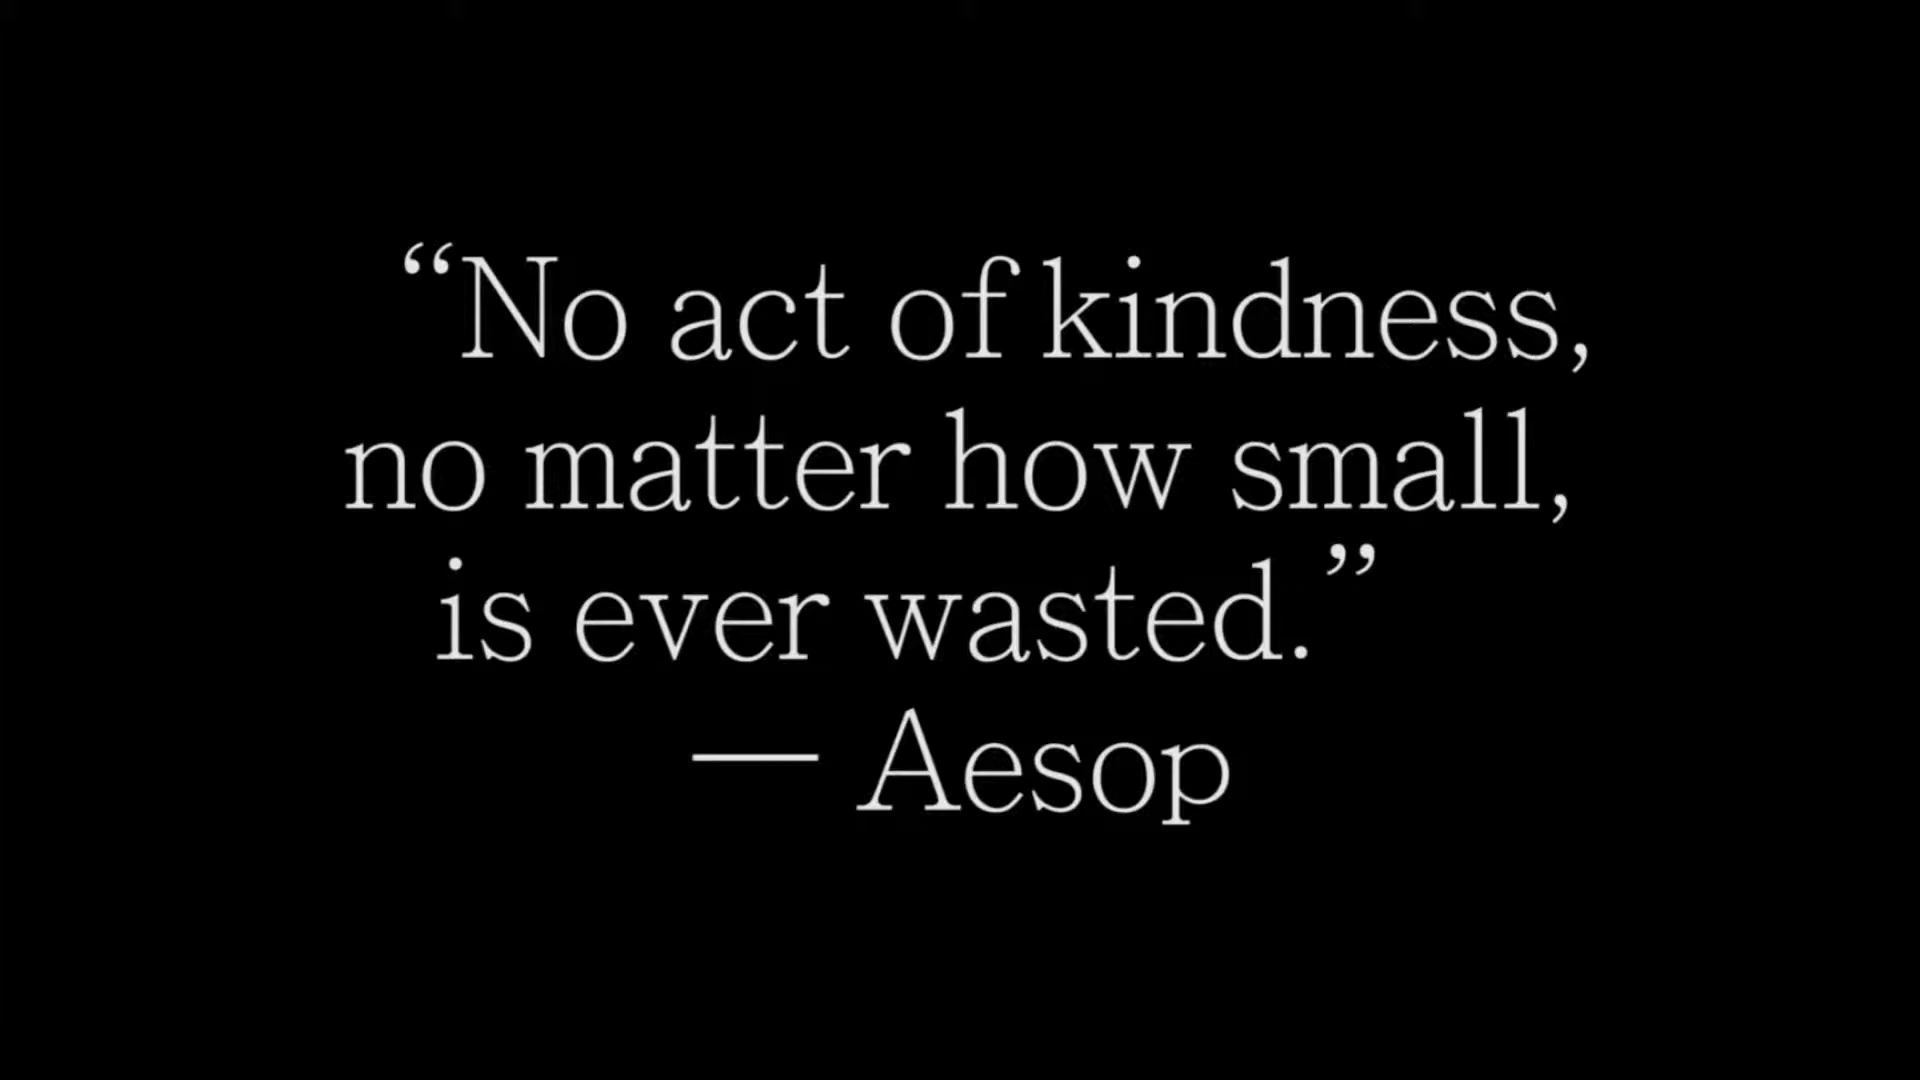 “No act of kindness,
no matter how small,
is ever wasted.”
— Aesop